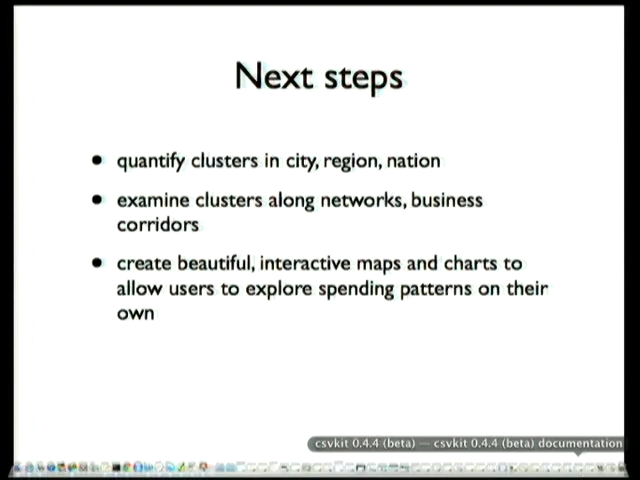 Next steps
• quantify clusters in city, region, nation
• examine clusters along networks, business
corridors
• create beautiful, interactive maps and charts to
allow users to explore spending patterns on their
own
csvkit 0.4.4 (beta) — csvkit 0.4.4 (beta) documentation